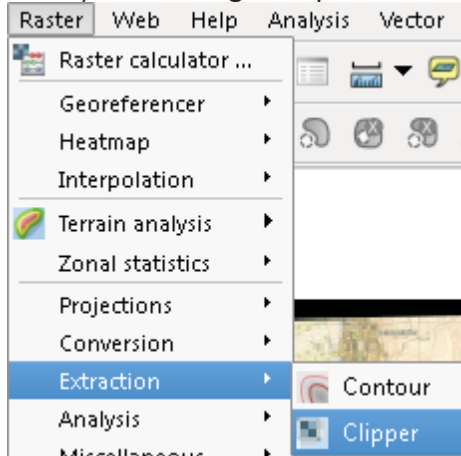 Raster Web Help Analysis Vector
Raster calculator ...
Georeferencer
Heatmap
Interpolation
Terrain analysis
Zonal statistics
Projections
Conversion
Extraction
Contour
Analysis
Clipper
Miscellaneous